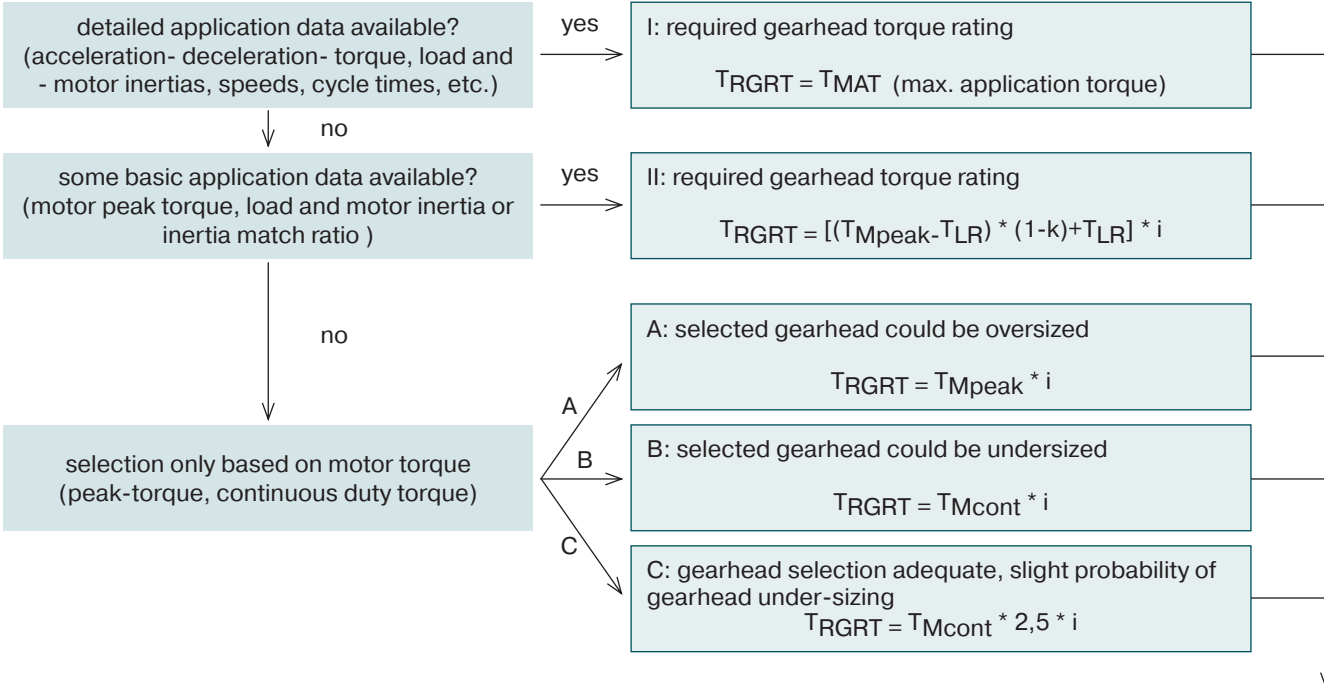 detailed application data available?
(acceleration- deceleration- torque, load and
- motor inertias, speeds, cycle times, etc.)
yes
I: required gearhead torque rating
TRGRT = TMAT (max. application torque)
no
some basic application data available?
(motor peak torque, load and motor inertia or
inertia match ratio )
yes
II: required gearhead torque rating
TRGRT = [(TMpeak-TLR) * (1-k)+TLR] * i
no
A: selected gearhead could be oversized
TRGRT = TMpeak * i
A
selection only based on motor torque
(peak-torque, continuous duty torque)
B
B: selected gearhead could be undersized
TRGRT = TMcont * i
C
C: gearhead selection adequate, slight probability of
gearhead under-sizing
TRGRT = TMcont * 2,5 * i